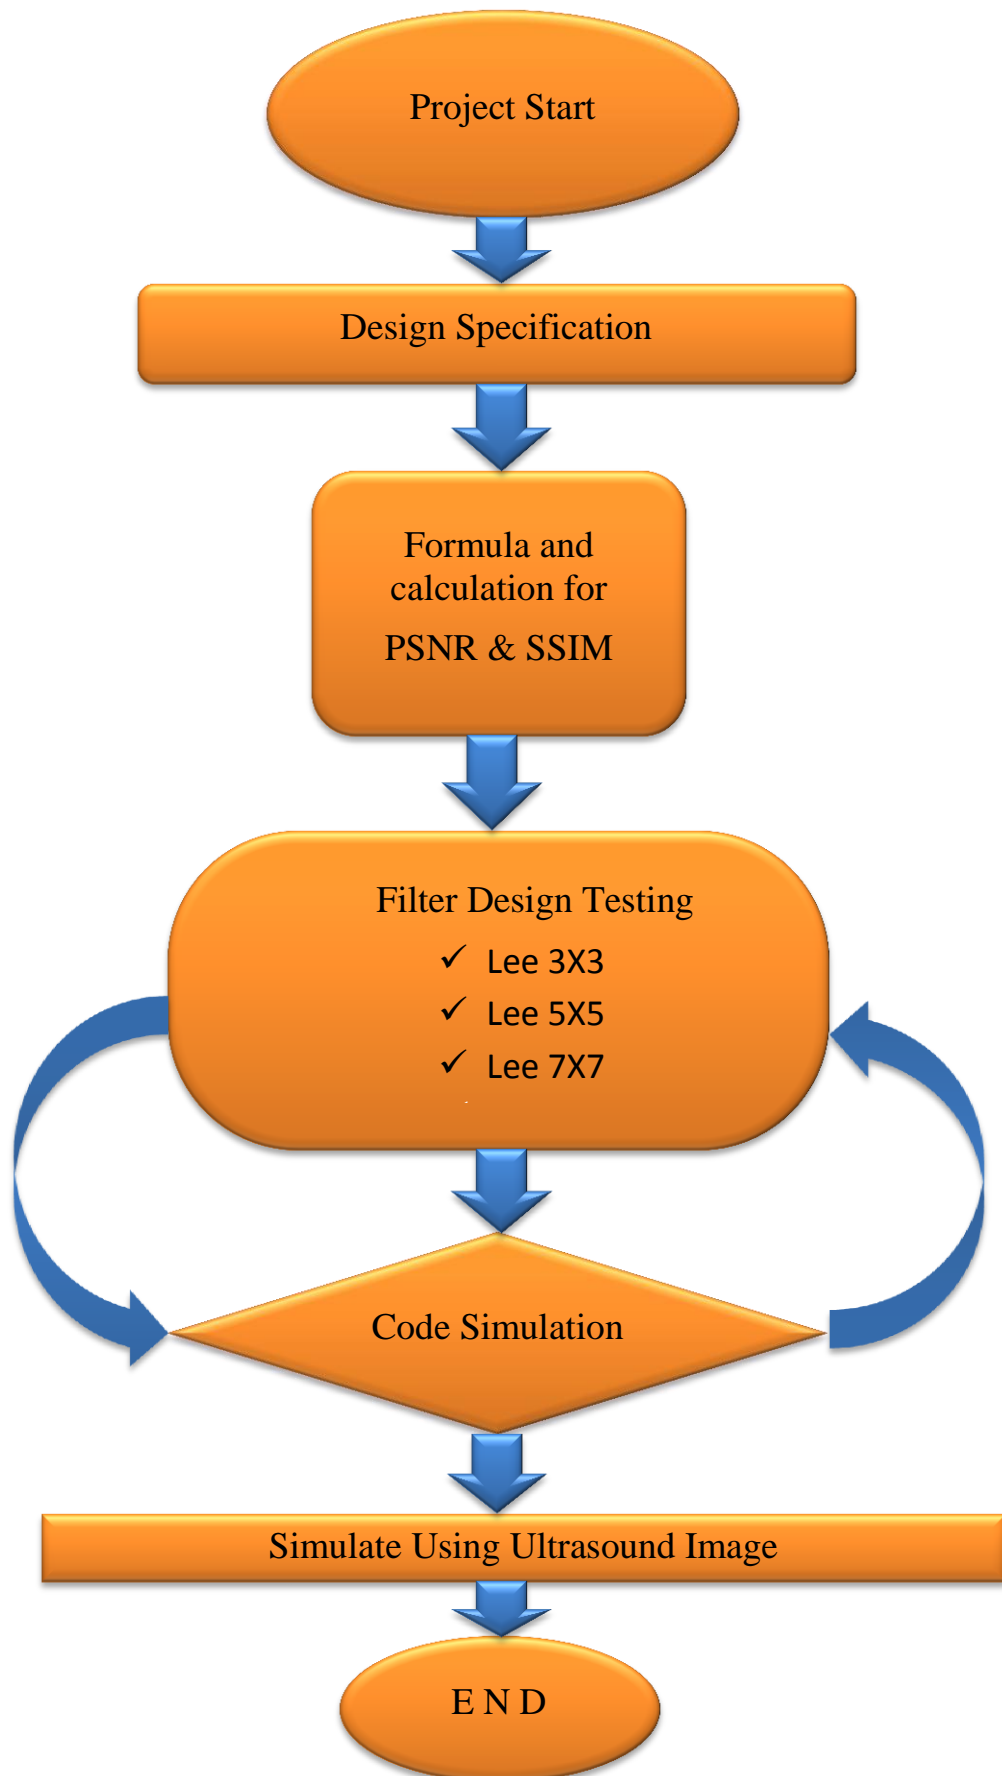 Project Start
Design Specification
Formula and
calculation for
PSNR & SSIM
Filter Design Testing
✓ Lee 3X3
✓ Lee 5X5
✓ Lee 7X7
Code Simulation
Simulate Using Ultrasound Image
E N D